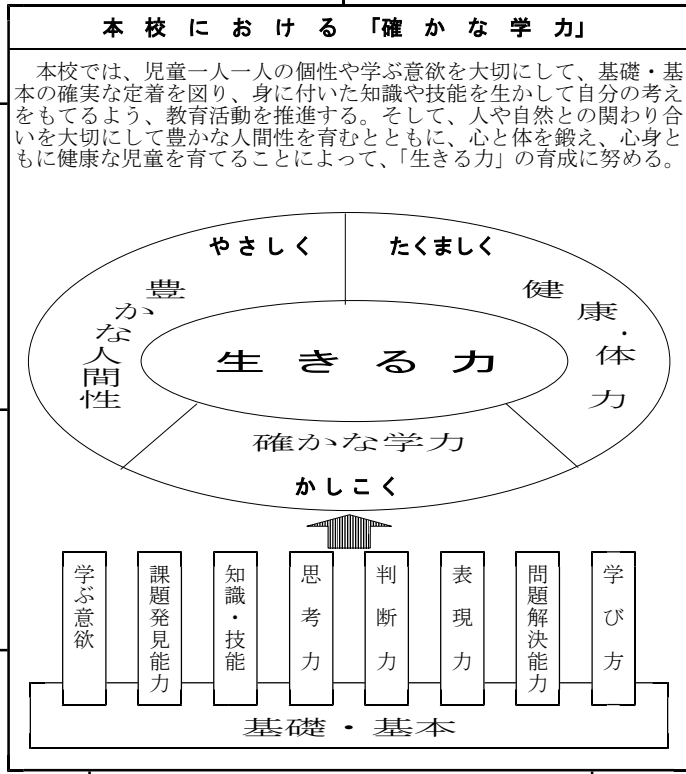 本校における「確かな学力」
本校では、児童一人一人の個性や学ぶ意欲を大切にして、基礎・基
本の確実な定着を図り、身に付いた知識や技能を生かして自分の考え
をもてるよう、教育活動を推進する。そして、人や自然との関わり合
いを大切にして豊かな人間性を育むとともに、心と体を鍛え、心身と
もに健康な児童を育てることによって、「生きる力」の育成に努める。
やさしく
たくましく
豊かな人間性
健康・体力
生きる力
確かな学力
かしこく
学ぶ意欲
課題発見能力
知識・技能
思考力
判断力
表現力
問題解決能力
学び方
基礎・基本